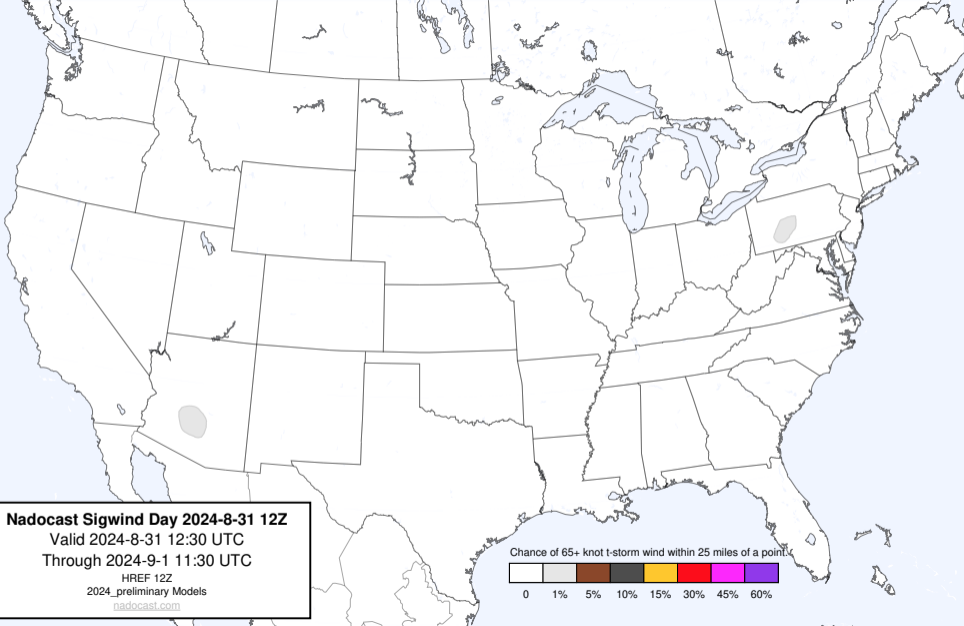 Nadocast Sigwind Day 2024-8-31 12Z
Valid 2024-8-31 12:30 UTC
Through 2024-9-1 11:30 UTC
HREF 12Z
2024_preliminary Models
nadocast.com
Chance of 65+ knot t-storm wind within 25 miles of a point.
0 1% 5% 10% 15% 30% 45% 60%